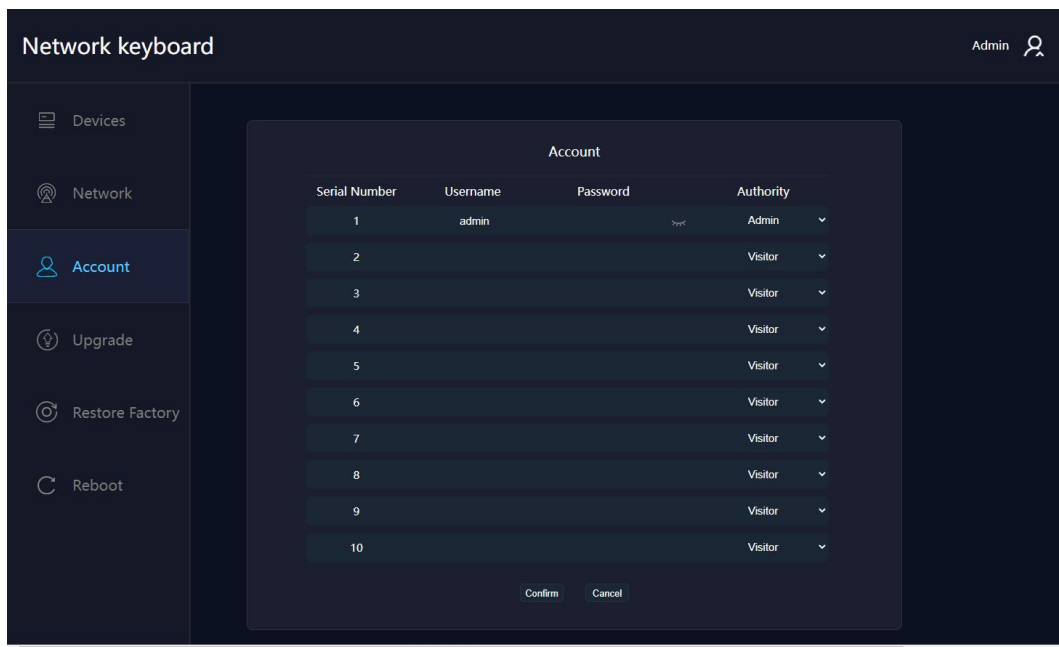 Network keyboard
Admin
Devices
Network
Account
Upgrade
Restore Factory
Reboot
Account
Serial Number Username Password Authority
1 admin Admin
2 Visitor
3 Visitor
4 Visitor
5 Visitor
6 Visitor
7 Visitor
8 Visitor
9 Visitor
10 Visitor
Confirm Cancel